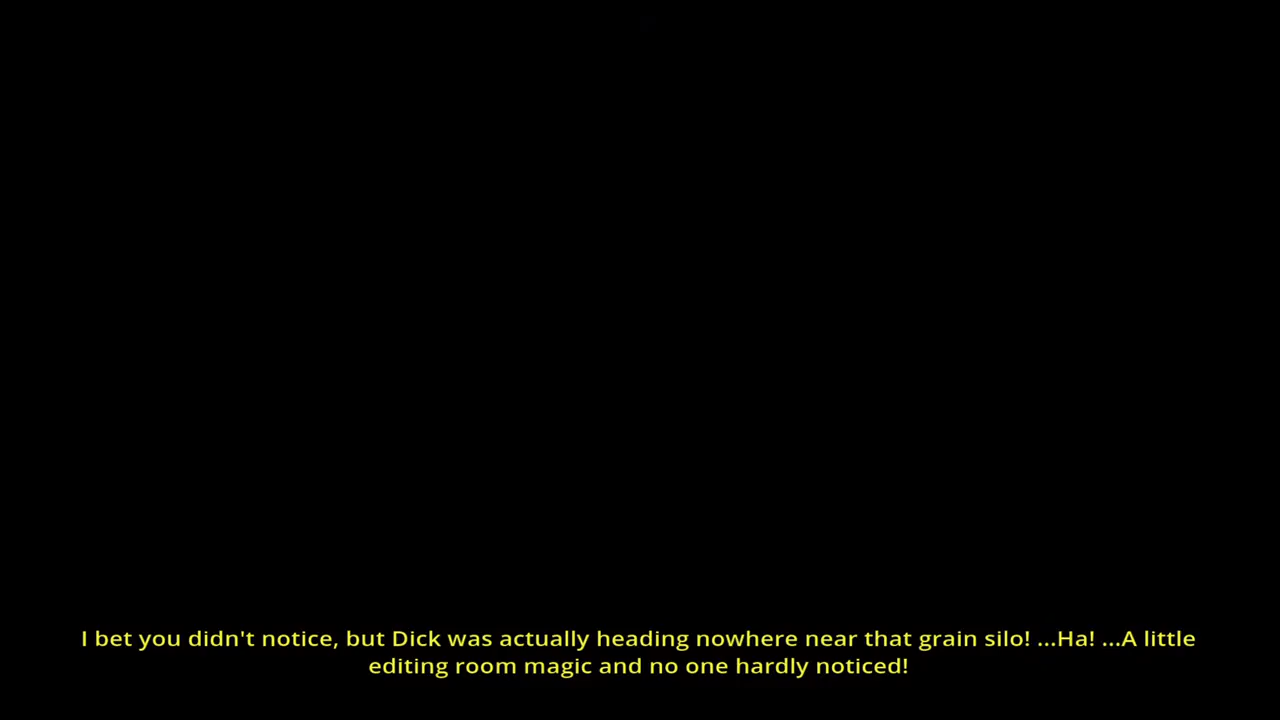 I bet you didn't notice, but Dick was actually heading nowhere near that grain silo! ...Ha! ...A little
editing room magic and no one hardly noticed!